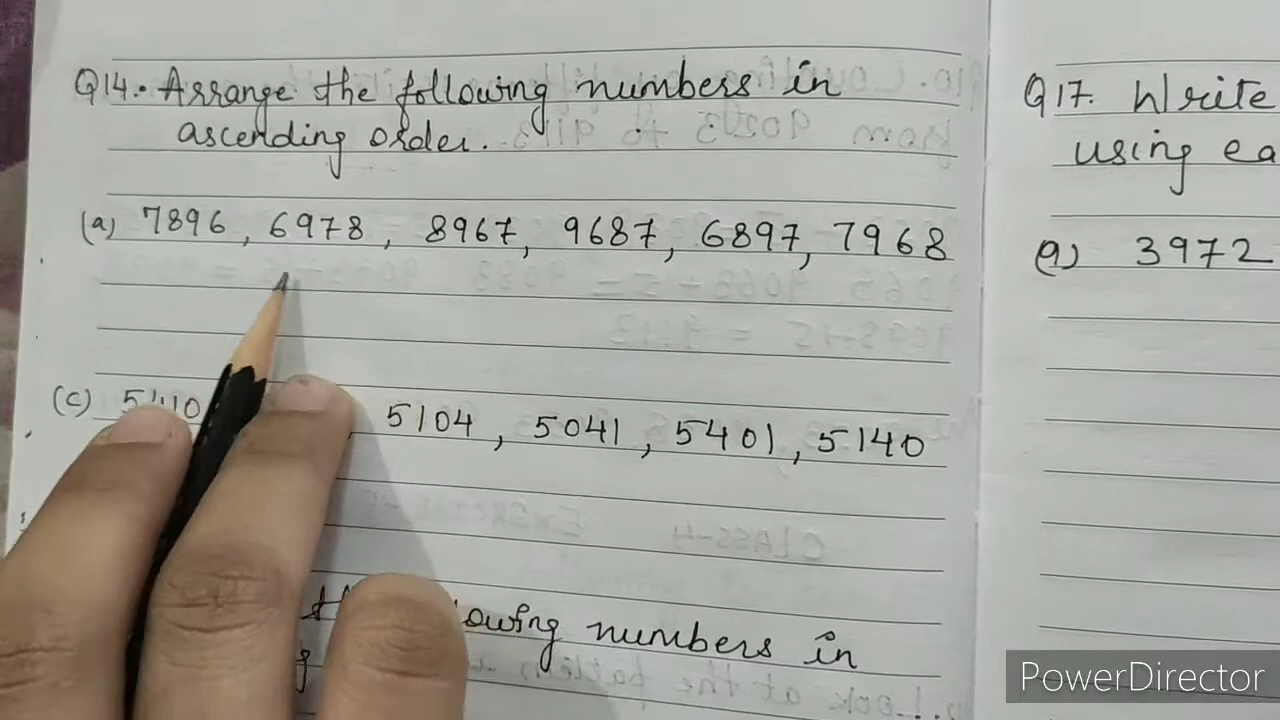 Q14. Arrange the following numbers in
ascending order.
(a) 7896, 6978, 8967, 9687, 6897, 7968
(c) 5410 5104, 5041, 5401, 5140
numbers in
Q17. Write
using ea
(a) 3972
PowerDirector